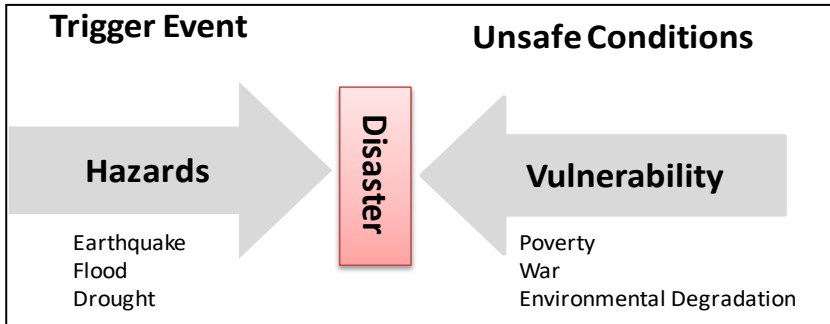 Trigger Event
Unsafe Conditions
Hazards
Disaster
Vulnerability
Earthquake
Flood
Drought
Poverty
War
Environmental Degradation